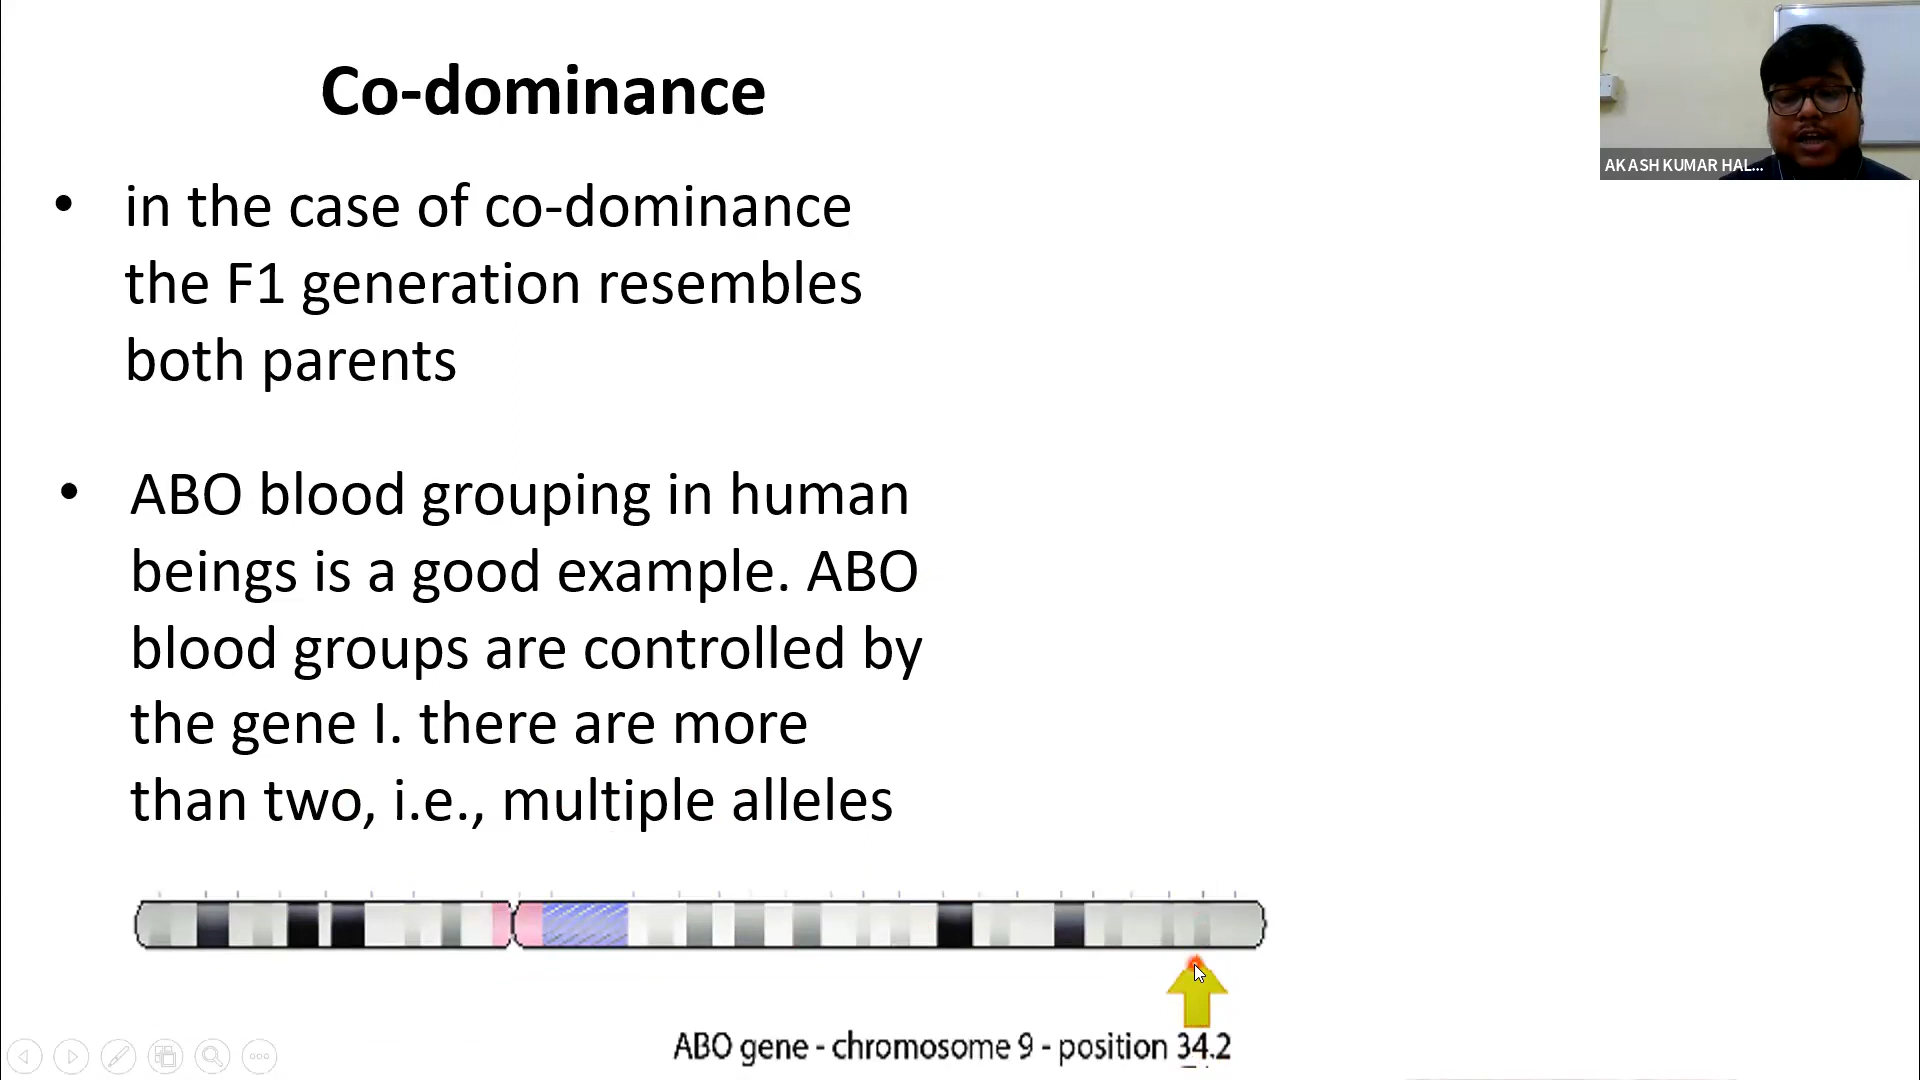 Co-dominance
AKASH KUMAR HAL...
• in the case of co-dominance
the F1 generation resembles
both parents
• ABO blood grouping in human
beings is a good example. ABO
blood groups are controlled by
the gene I. there are more
than two, i.e., multiple alleles
ABO gene - chromosome 9 - position 34.2